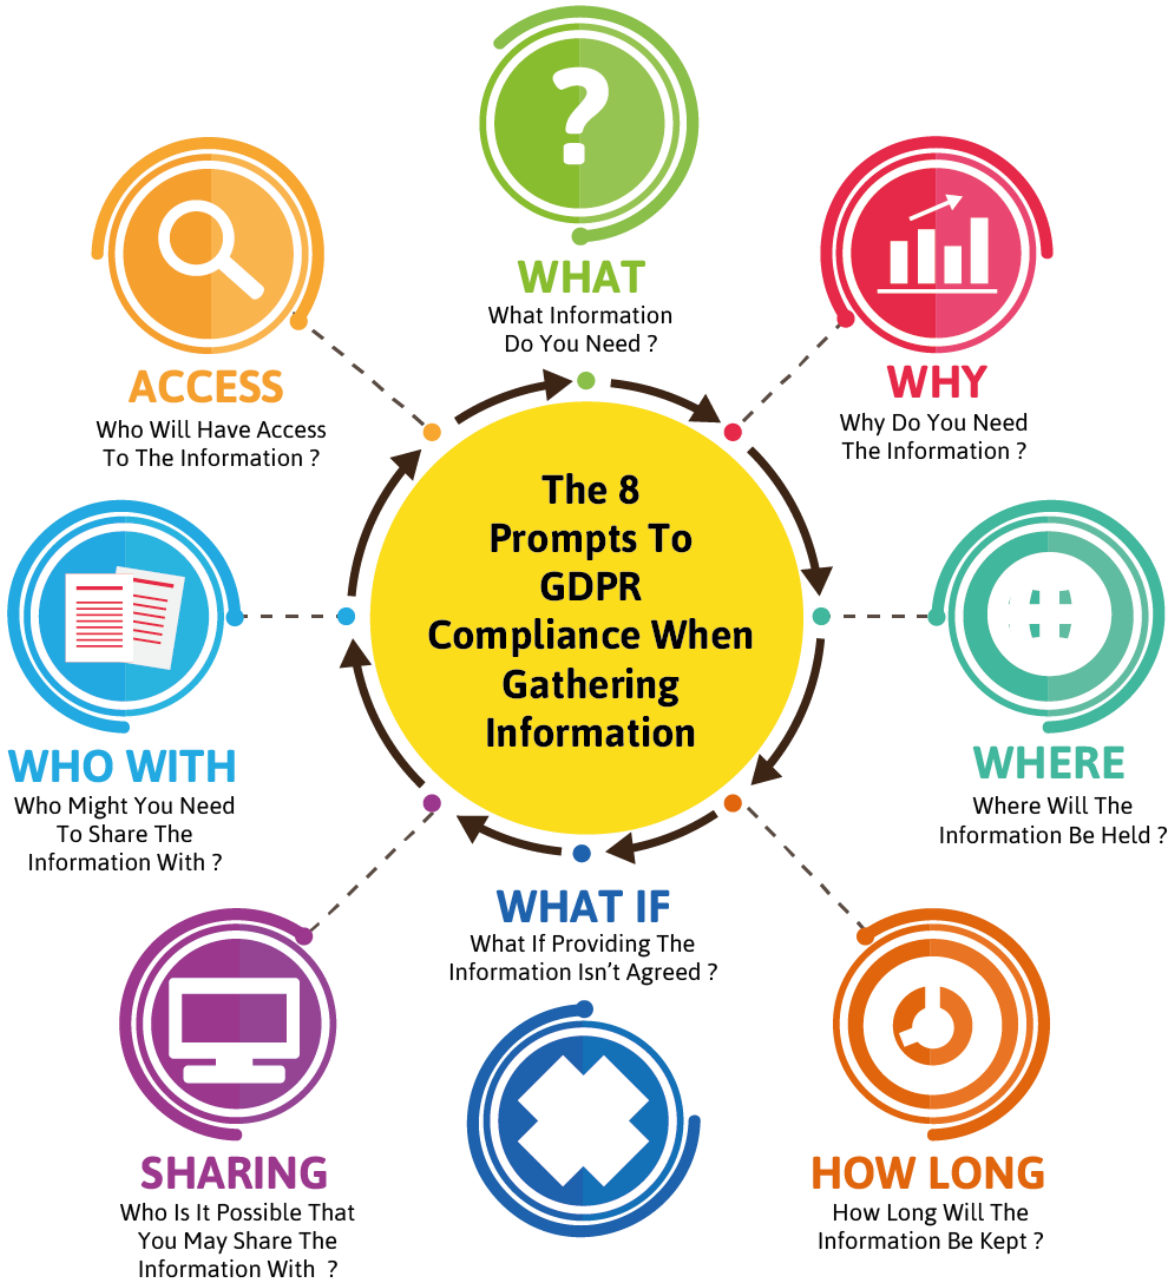 WHAT
What Information
Do You Need ?
WHY
Why Do You Need
The Information ?
WHERE
Where Will The
Information Be Held ?
HOW LONG
How Long Will The
Information Be Kept ?
WHAT IF
What If Providing The
Information Isn't Agreed ?
SHARING
Who Is It Possible That
You May Share The
Information With ?
WHO WITH
Who Might You Need
To Share The
Information With ?
ACCESS
Who Will Have Access
To The Information ?
The 8
Prompts To
GDPR
Compliance When
Gathering
Information